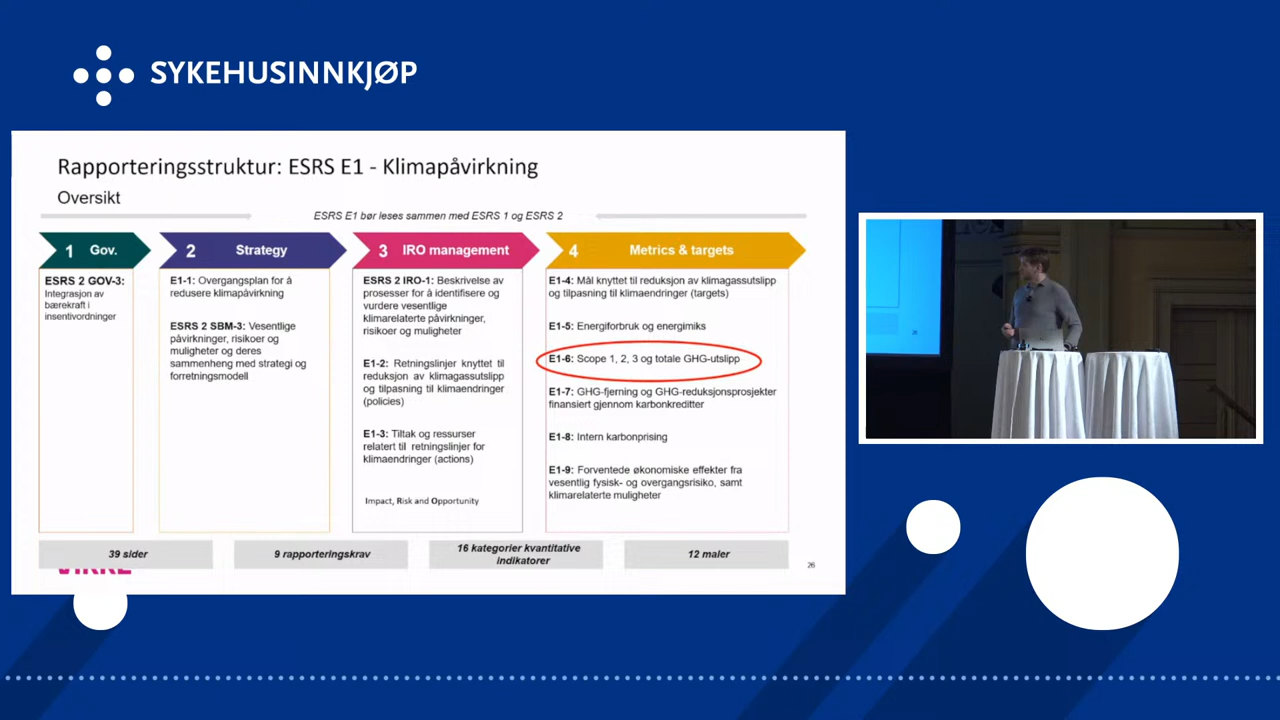 SYKEHUSINNKJØP
Rapporteringsstruktur: ESRS E1 - Klimapåvirkning
Oversikt
ESRS E1 bør leses sammen med ESRS 1 og ESRS 2
1 Gov.
ESRS 2 GOV-3:
Integrasjon av
bærekraft i
insentivordninger
2 Strategy
E1-1: Overgangsplan for å
redusere klimapåvirkning
ESRS 2 SBM-3: Vesentlige
påvirkninger, risikoer og
muligheter og deres
sammenheng med strategi og
forretningsmodell
3 IRO management
ESRS 2 IRO-1: Beskrivelse av
prosesser for å identifisere og
vurdere vesentlige
klimarelaterte påvirkninger,
risikoer og muligheter
E1-2: Retningslinjer knyttet til
reduksjon av klimagassutslipp
og tilpasning til klimaendringer
(policies)
E1-3: Tiltak og ressurser
relatert til retningslinjer for
klimaendringer (actions)
Impact, Risk and Opportunity
4 Metrics & targets
E1-4: Mål knyttet til reduksjon av klimagassutslipp
og tilpasning til klimaendringer (targets)
E1-5: Energiforbruk og energimiks
E1-6: Scope 1, 2, 3 og totale GHG-utslipp
E1-7: GHG-fjerning og GHG-reduksjonsprosjekter
finansiert gjennom karbonkreditter
E1-8: Intern karbonprising
E1-9: Forventede økonomiske effekter fra
vesentlig fysisk- og overgangsrisiko, samt
klimarelaterte muligheter
39 sider
9 rapporteringskrav
16 kategorier kvantitative
indikatorer
12 maler
VIRKE
26